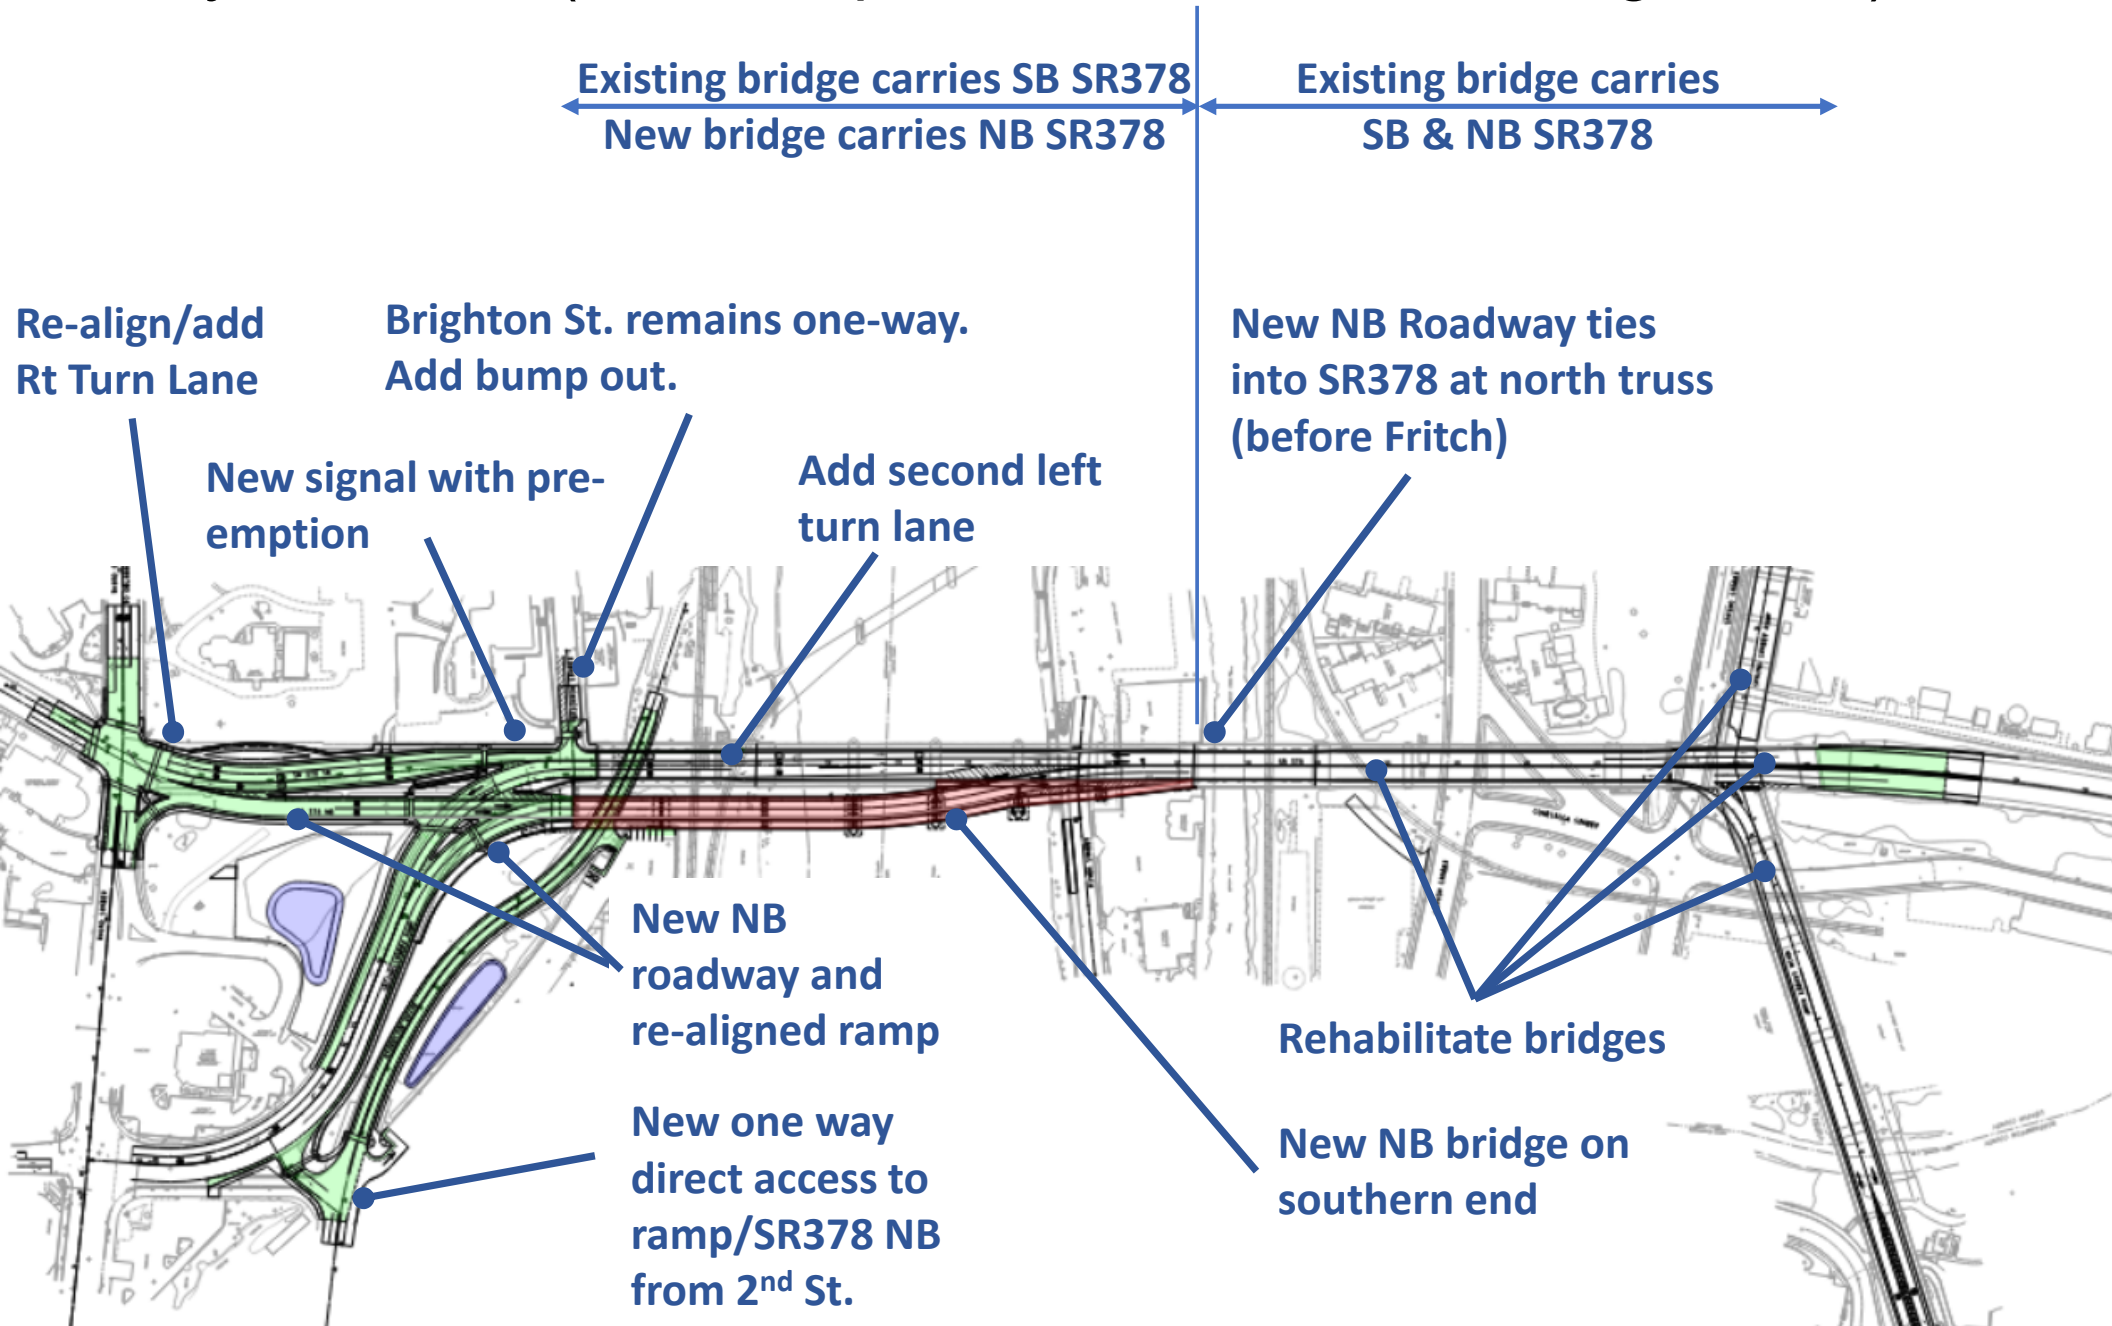 Existing bridge carries SB SR378
New bridge carries NB SR378
Existing bridge carries
SB & NB SR378
Re-align/add
Rt Turn Lane
Brighton St. remains one-way.
Add bump out.
New signal with pre-
emption
Add second left
turn lane
New NB Roadway ties
into SR378 at north truss
(before Fritch)
New NB
roadway and
re-aligned ramp
New one way
direct access to
ramp/SR378 NB
from 2nd St.
Rehabilitate bridges
New NB bridge on
southern end